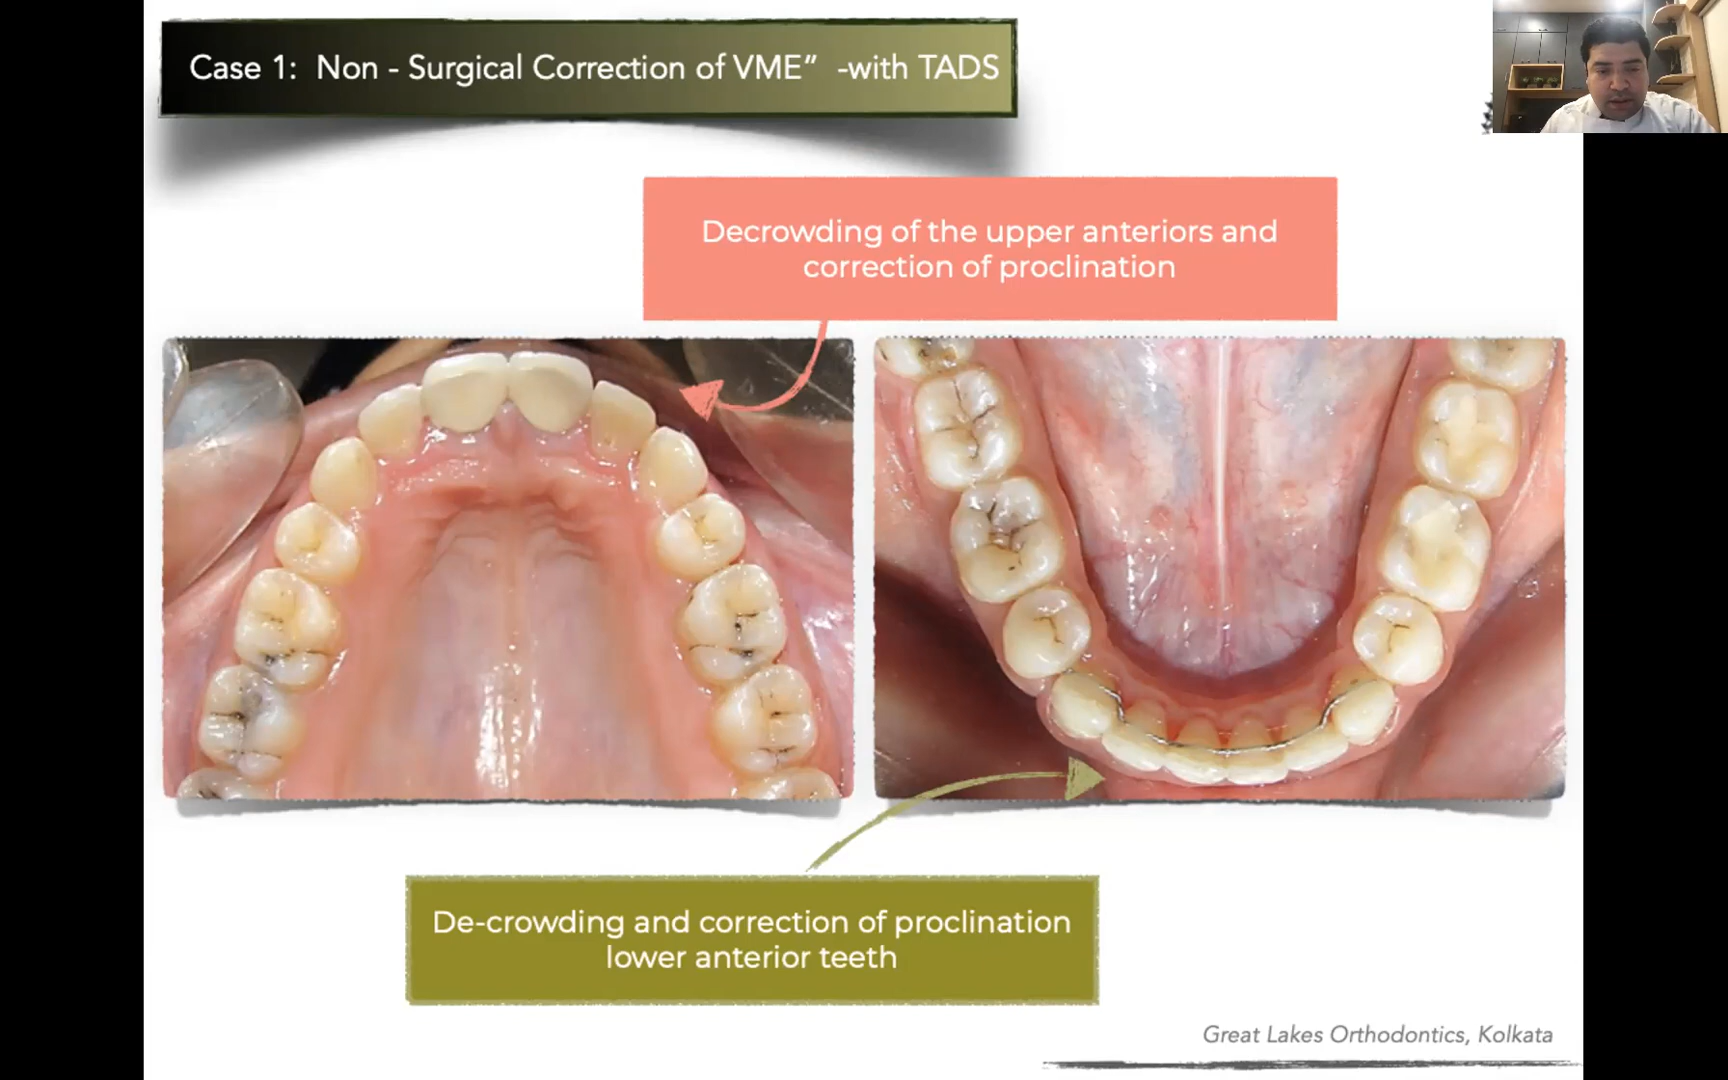 Case 1:  Non - Surgical Correction of VME”  -with TADS
Decrowding of the upper anteriors and
correction of proclination
De-crowding and correction of proclination
lower anterior teeth
Great Lakes Orthodontics, Kolkata